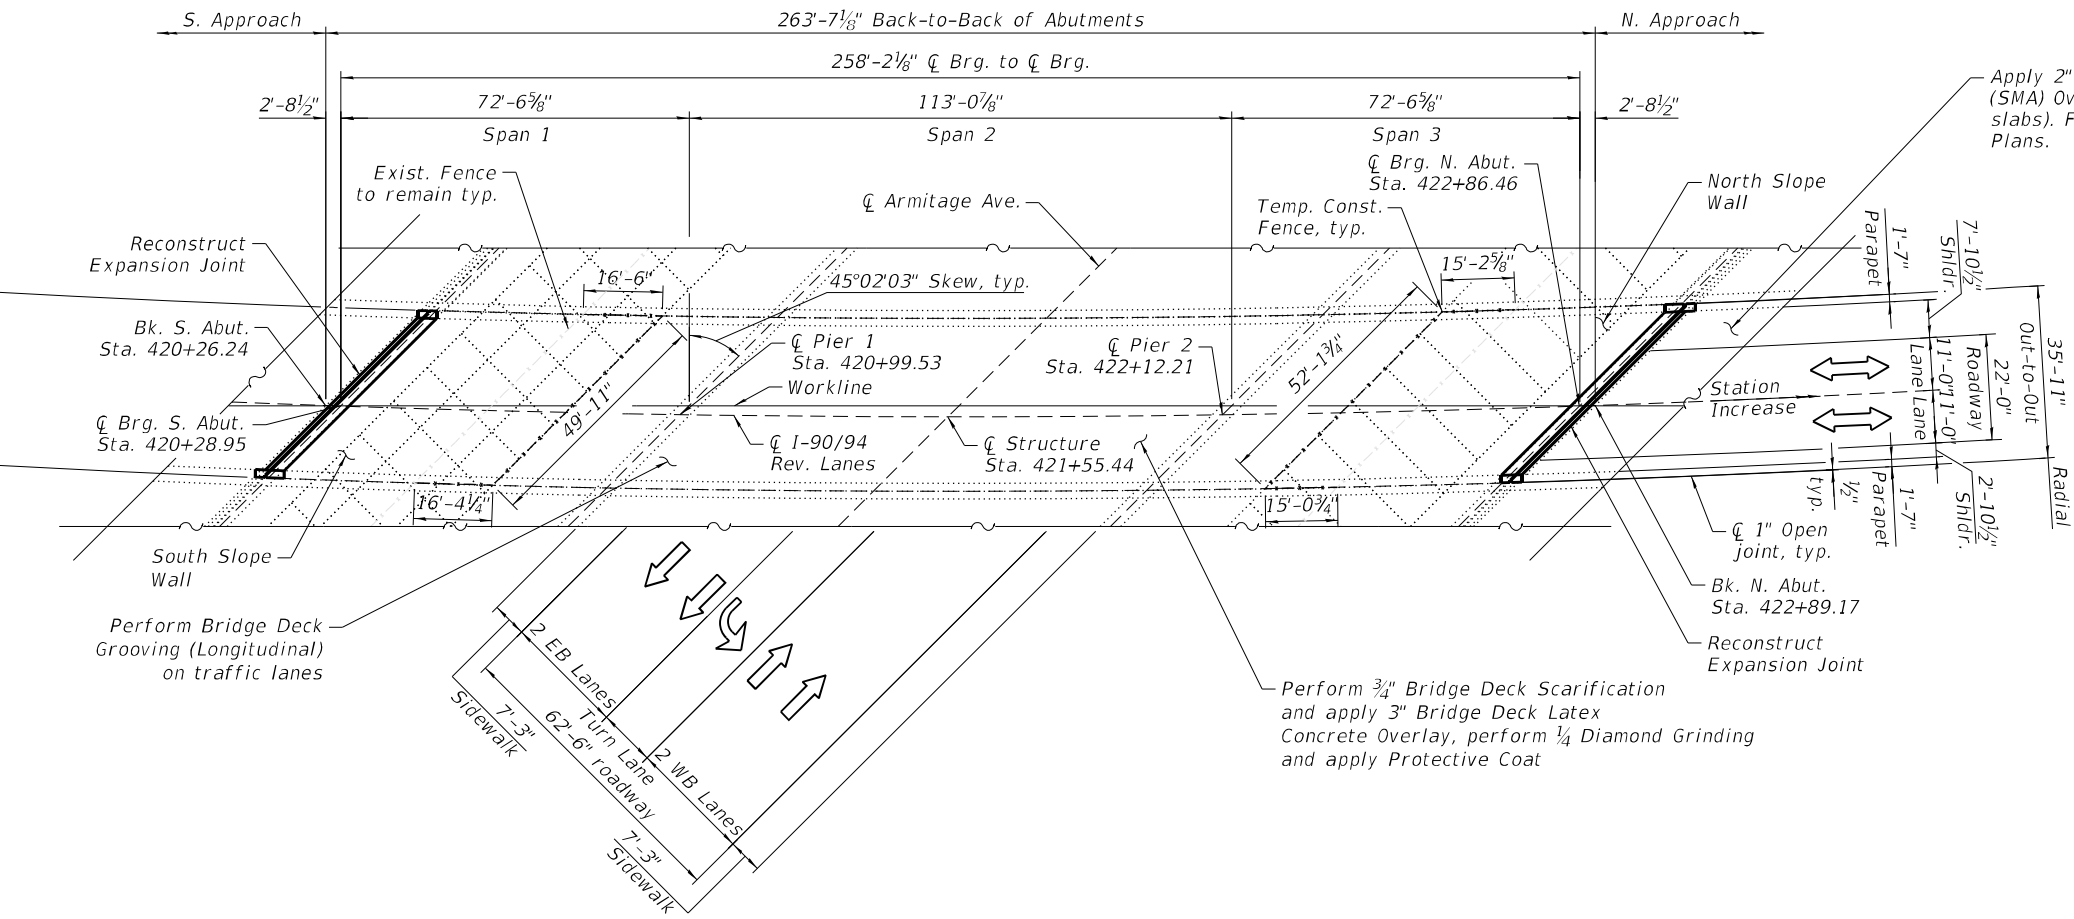 S. Approach
263'-7⅛" Back-to-Back of Abutments
N. Approach
258'-2⅛" ℄ Brg. to ℄ Brg.
2'-8½"
72'-6⅝"
113'-0⅞"
72'-6⅝"
2'-8½"
Span 1
Span 2
Span 3
Apply 2"
(SMA) Ov
slabs). F
Plans.
Exist. Fence
to remain typ.
℄ Armitage Ave.
Temp. Const.
Fence, typ.
℄ Brg. N. Abut.
Sta. 422+86.46
North Slope
Wall
Reconstruct
Expansion Joint
16'-6"
45°02'03" Skew, typ.
15'-2⅝"
1'-7"
Parapet
7'-10½"
Shldr.
Bk. S. Abut.
Sta. 420+26.24
℄ Pier 1
Sta. 420+99.53
Workline
℄ Pier 2
Sta. 422+12.21
49'-11"
52'-1¾"
℄ Brg. S. Abut.
Sta. 420+28.95
℄ I-90/94
Rev. Lanes
℄ Structure
Sta. 421+55.44
Station
Increase
11'-0"
Lane
11'-0"
Lane
22'-0"
Roadway
35'-11"
Out-to-Out
Radial
16'-4¼"
15'-0¾"
½"
typ.
1'-7"
Parapet
2'-10½"
Shldr.
South Slope
Wall
℄ 1" Open
joint, typ.
Bk. N. Abut.
Sta. 422+89.17
Perform Bridge Deck
Grooving (Longitudinal)
on traffic lanes
Reconstruct
Expansion Joint
2 EB Lanes
Turn Lane
2 WB Lanes
62'-6" roadway
7'-3"
Sidewalk
7'-3"
Sidewalk
Perform ¾" Bridge Deck Scarification
and apply 3" Bridge Deck Latex
Concrete Overlay, perform ¼ Diamond Grinding
and apply Protective Coat